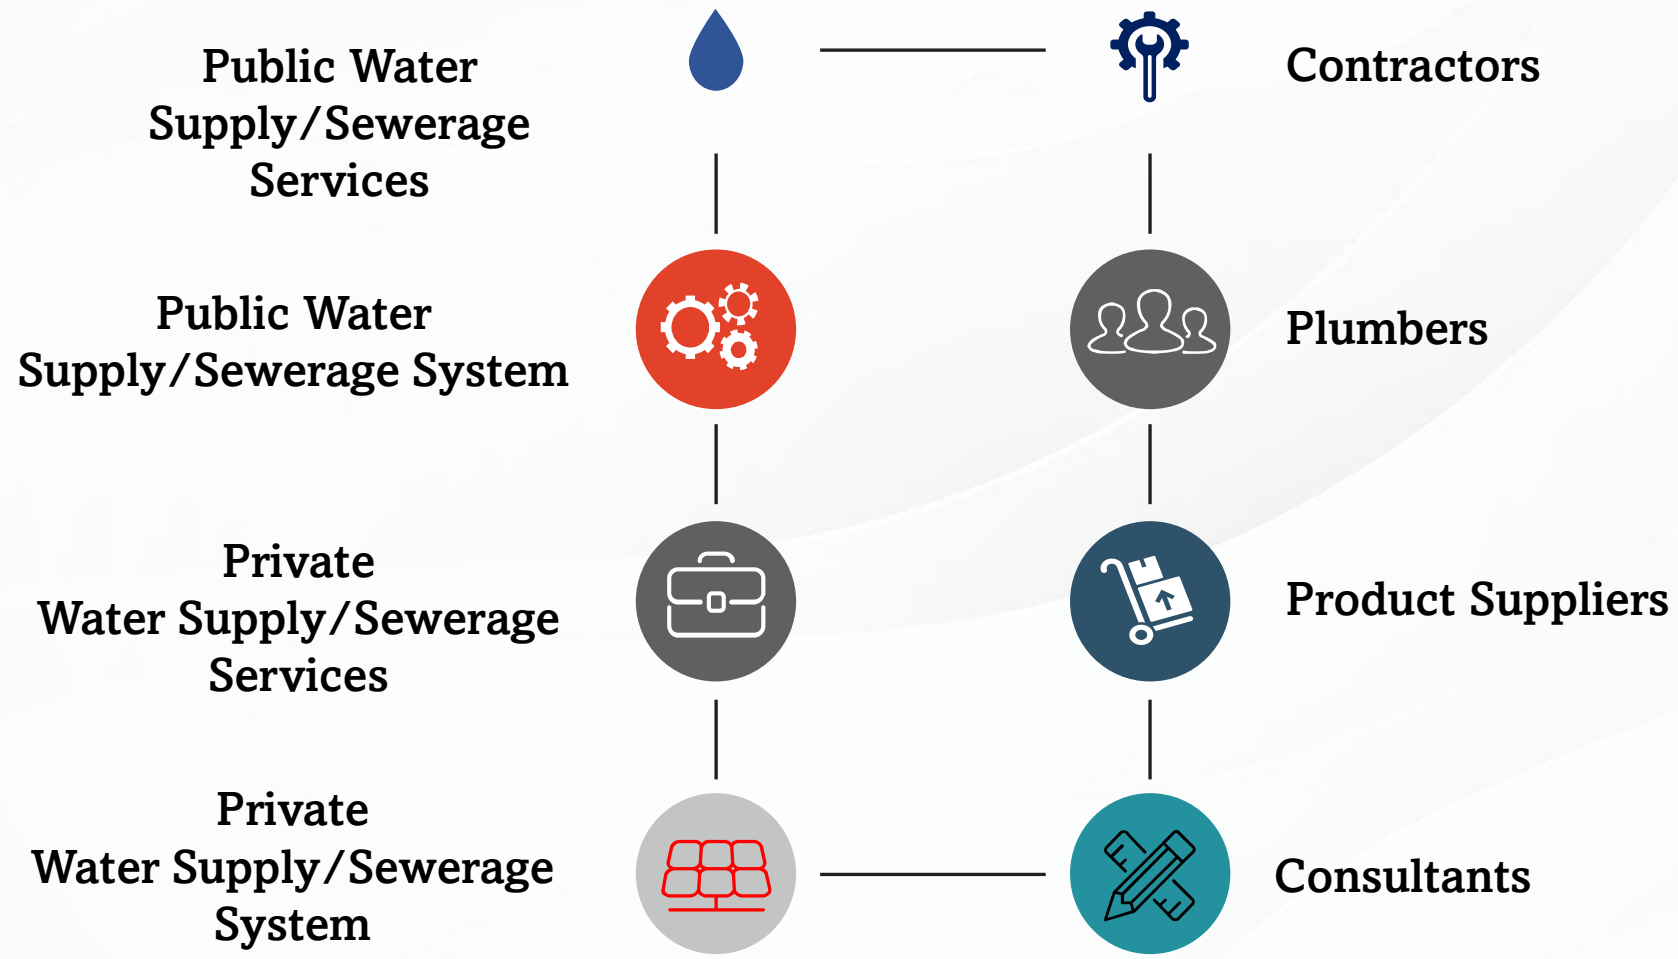 Public Water
Supply/Sewerage
Services
Contractors
Public Water
Supply/Sewerage System
Plumbers
Private
Water Supply/Sewerage
Services
Product Suppliers
Private
Water Supply/Sewerage
System
Consultants